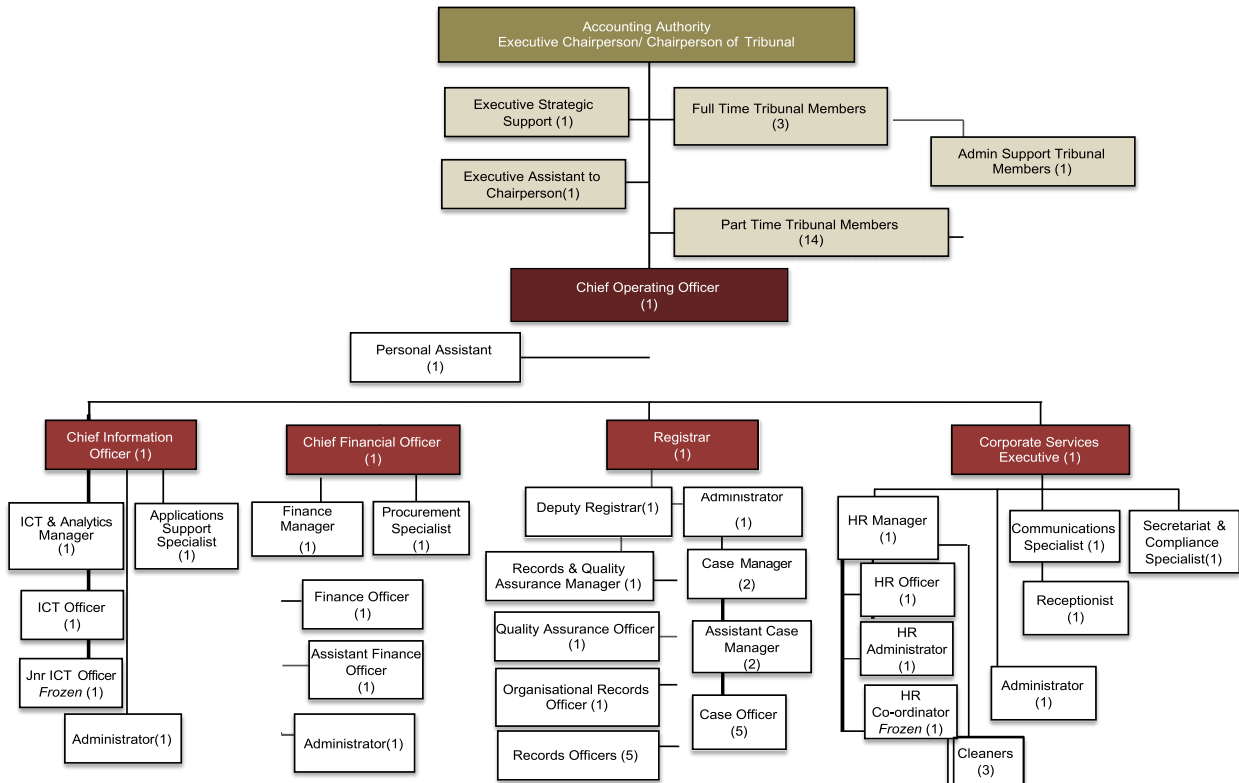 Accounting Authority
Executive Chairperson/ Chairperson of Tribunal
Executive Strategic
Support (1)
Full Time Tribunal Members
(3)
Admin Support Tribunal
Members (1)
Executive Assistant to
Chairperson(1)
Part Time Tribunal Members
(14)
Chief Operating Officer
(1)
Personal Assistant
(1)
Chief Information
Officer (1)
Chief Financial Officer
(1)
Registrar
(1)
Corporate Services
Executive (1)
ICT & Analytics
Manager
(1)
Applications
Support
Specialist
(1)
ICT Officer
(1)
Jnr ICT Officer
Frozen (1)
Administrator(1)
Finance
Manager
(1)
Procurement
Specialist
(1)
Finance Officer
(1)
Assistant Finance
Officer
(1)
Administrator(1)
Deputy Registrar(1)
Administrator
(1)
Records & Quality
Assurance Manager (1)
Case Manager
(2)
Quality Assurance Officer
(1)
Assistant Case
Manager
(2)
Organisational Records
Officer (1)
Case Officer
(5)
Records Officers (5)
HR Manager
(1)
Communications
Specialist (1)
Secretariat &
Compliance
Specialist(1)
HR Officer
(1)
Receptionist
(1)
HR
Administrator
(1)
Administrator
(1)
HR
Co-ordinator
Frozen (1)
Cleaners
(3)